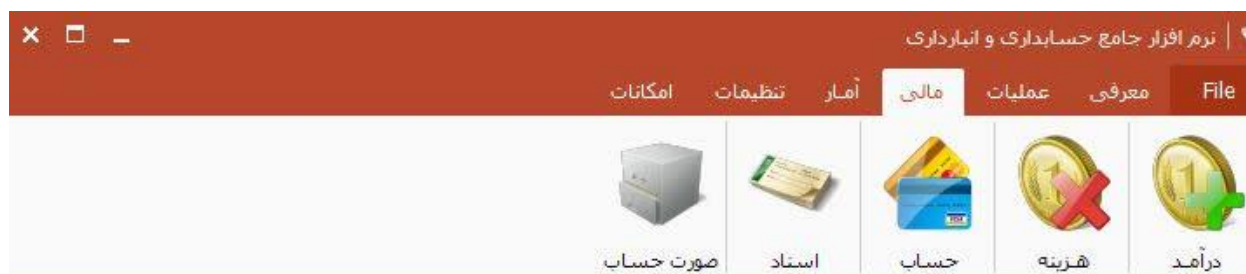 نرم افزار جامع حسابداری و انبارداری
File معرفی عملیات مالی آمار تنظیمات امکانات
درآمد هزینه حساب اسناد صورت حساب